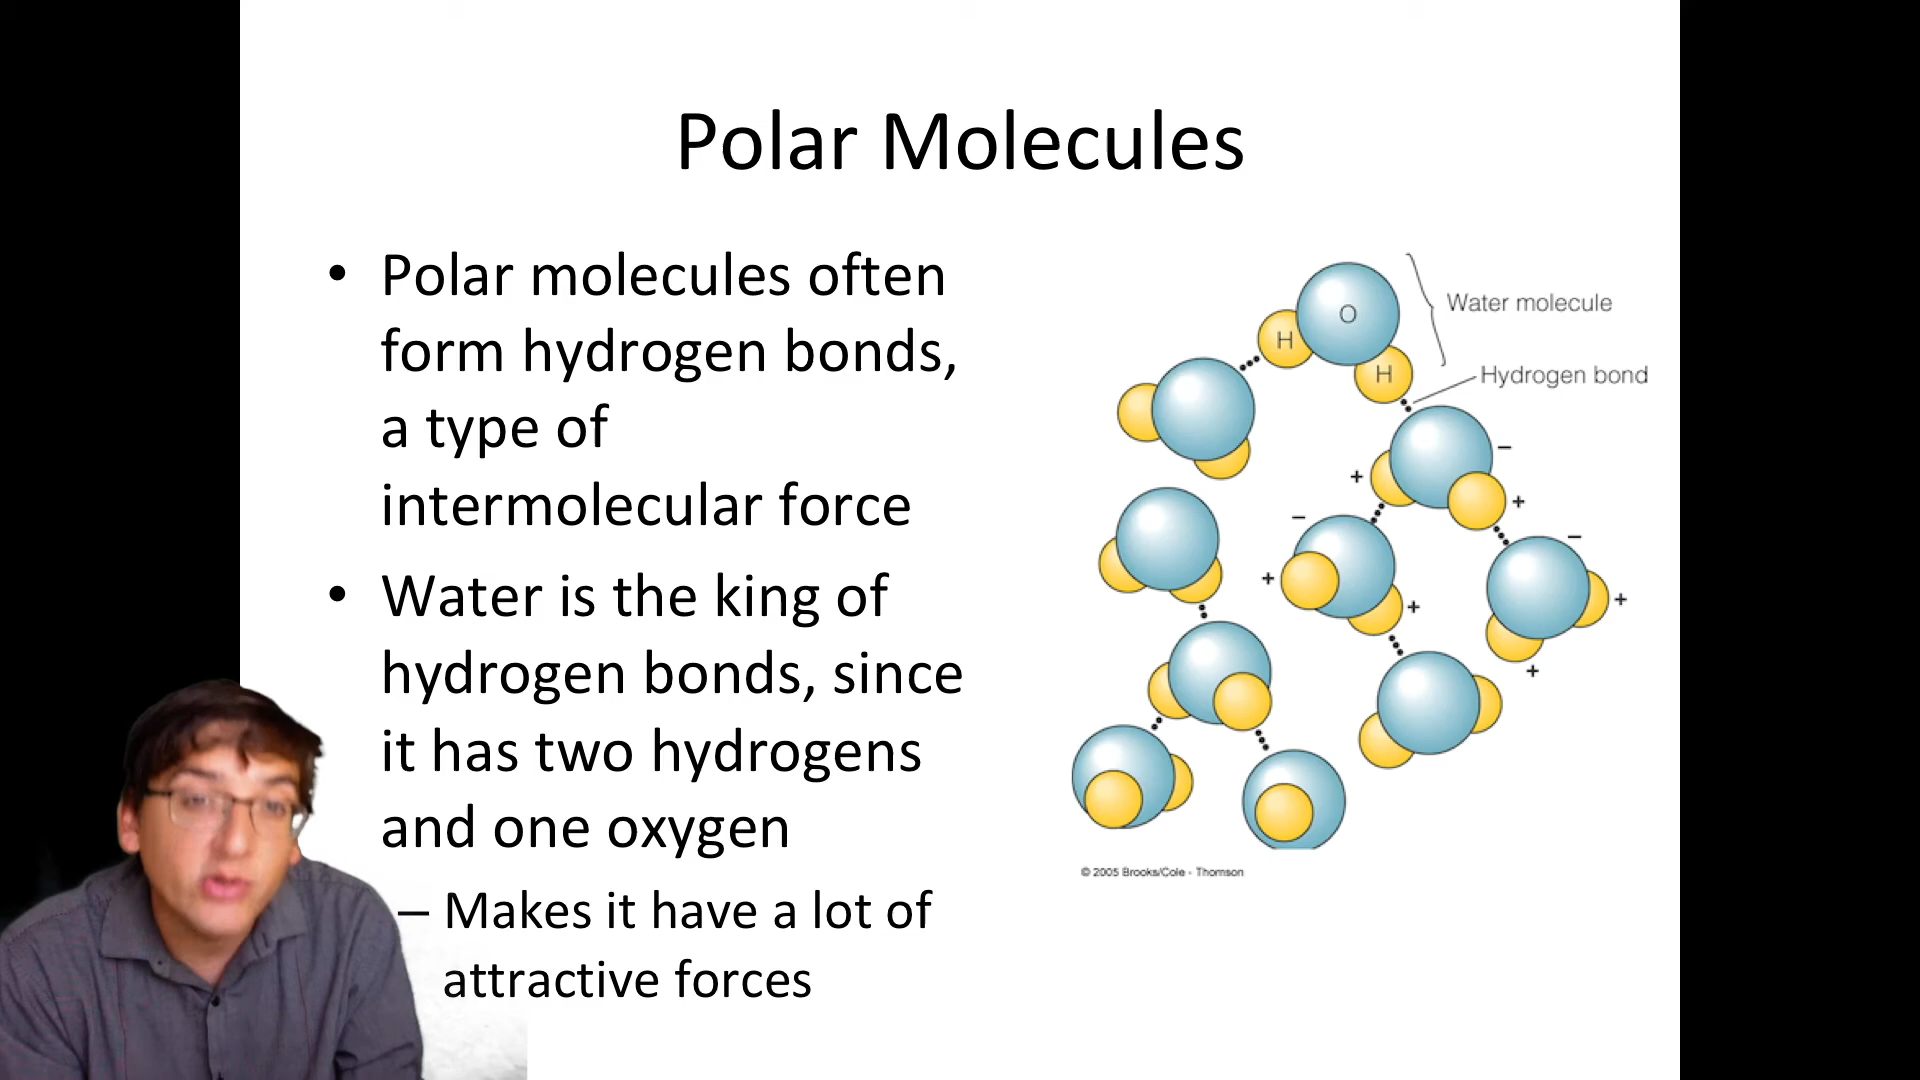 Polar Molecules
• Polar molecules often
form hydrogen bonds,
a type of
intermolecular force
• Water is the king of
hydrogen bonds, since
it has two hydrogens
and one oxygen
– Makes it have a lot of
attractive forces
O
Water molecule
H
H
Hydrogen bond
–
+
+
–
–
+
+
+
+
© 2005 Brooks/Cole - Thomson